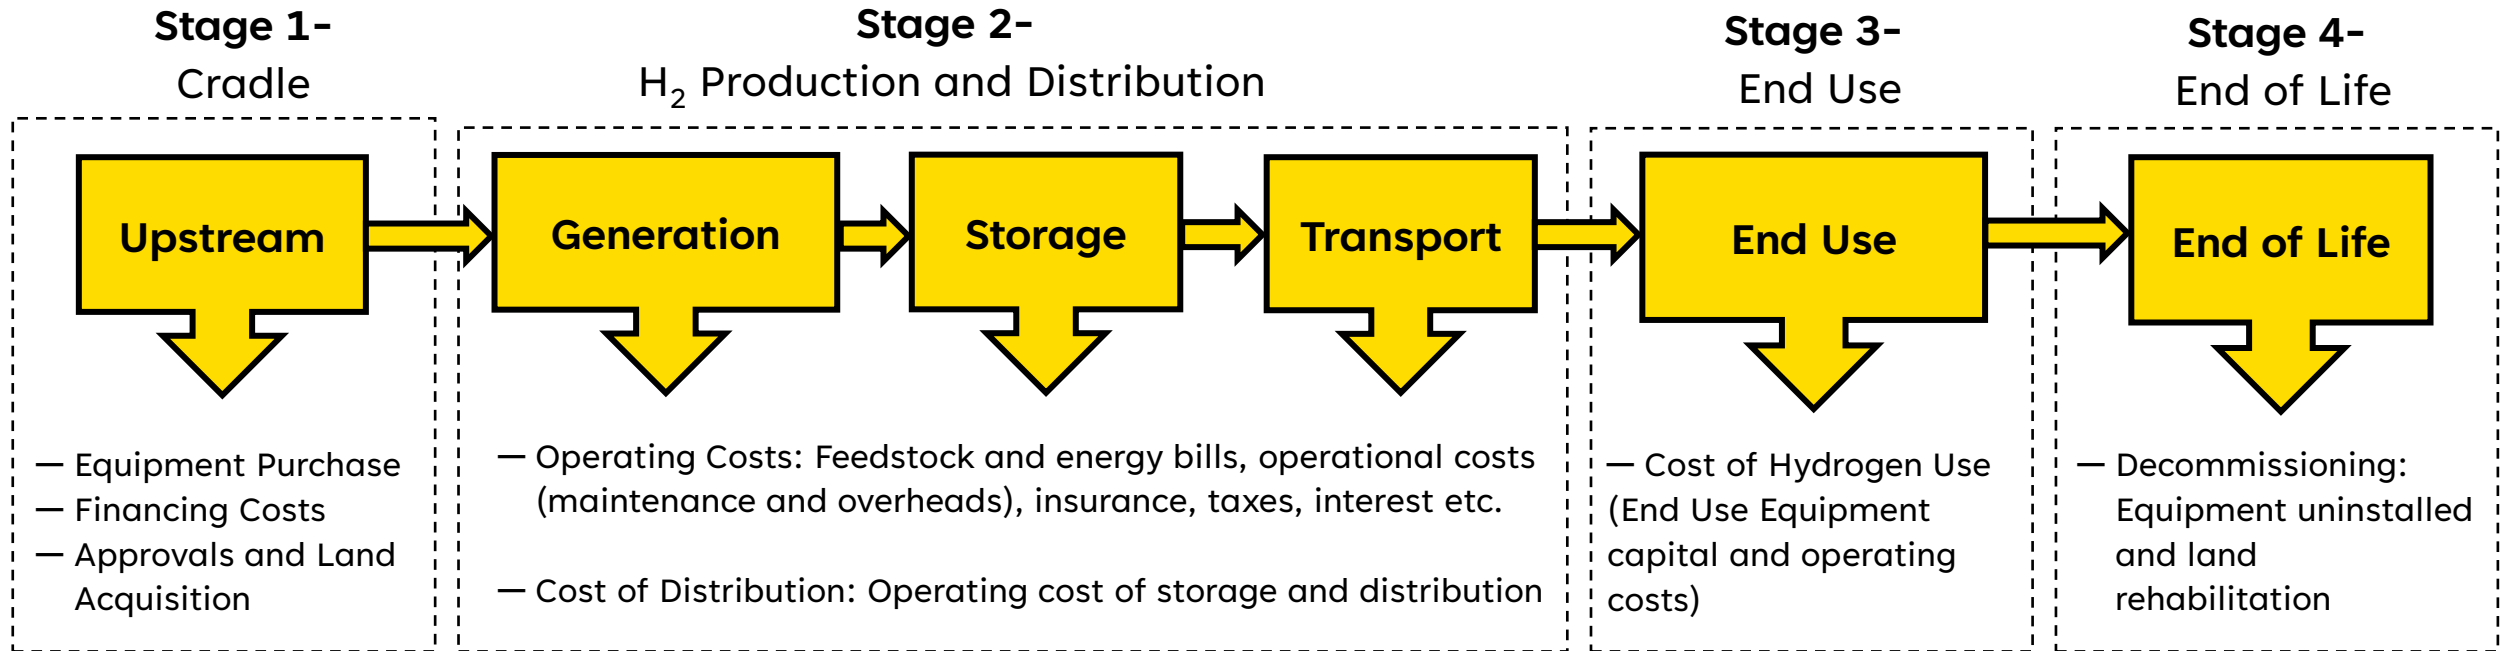 Stage 1-
Cradle
Stage 2-
H₂ Production and Distribution
Stage 3-
End Use
Stage 4-
End of Life
Upstream
Generation
Storage
Transport
End Use
End of Life
— Equipment Purchase
— Financing Costs
— Approvals and Land
Acquisition
— Operating Costs: Feedstock and energy bills, operational costs
(maintenance and overheads), insurance, taxes, interest etc.
— Cost of Distribution: Operating cost of storage and distribution
— Cost of Hydrogen Use
(End Use Equipment
capital and operating
costs)
— Decommissioning:
Equipment uninstalled
and land
rehabilitation